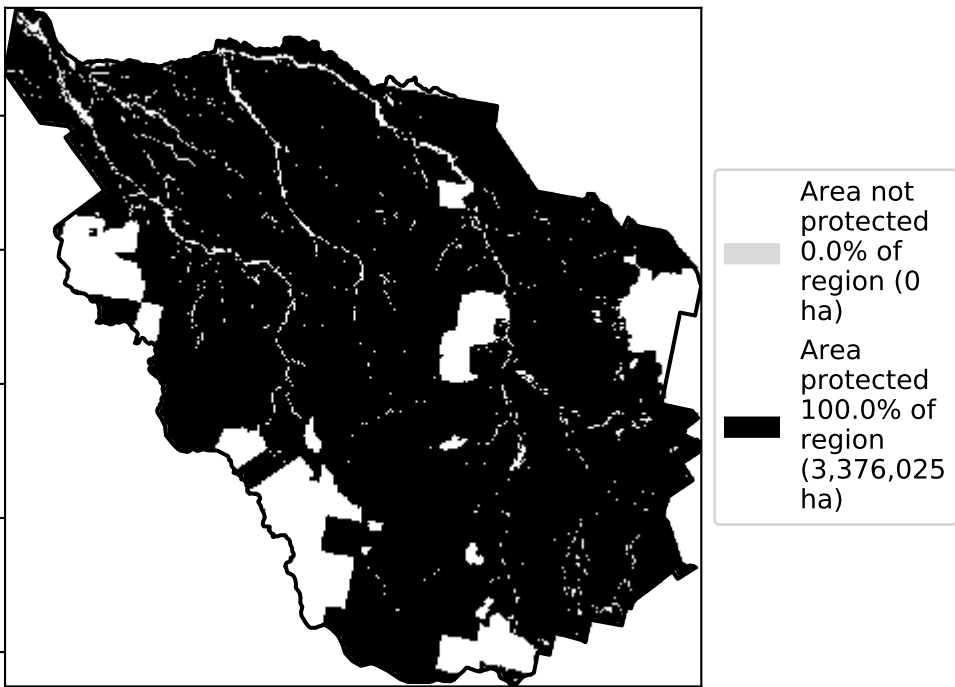 Area not
protected
0.0% of
region (0
ha)
Area
protected
100.0% of
region
(3,376,025
ha)